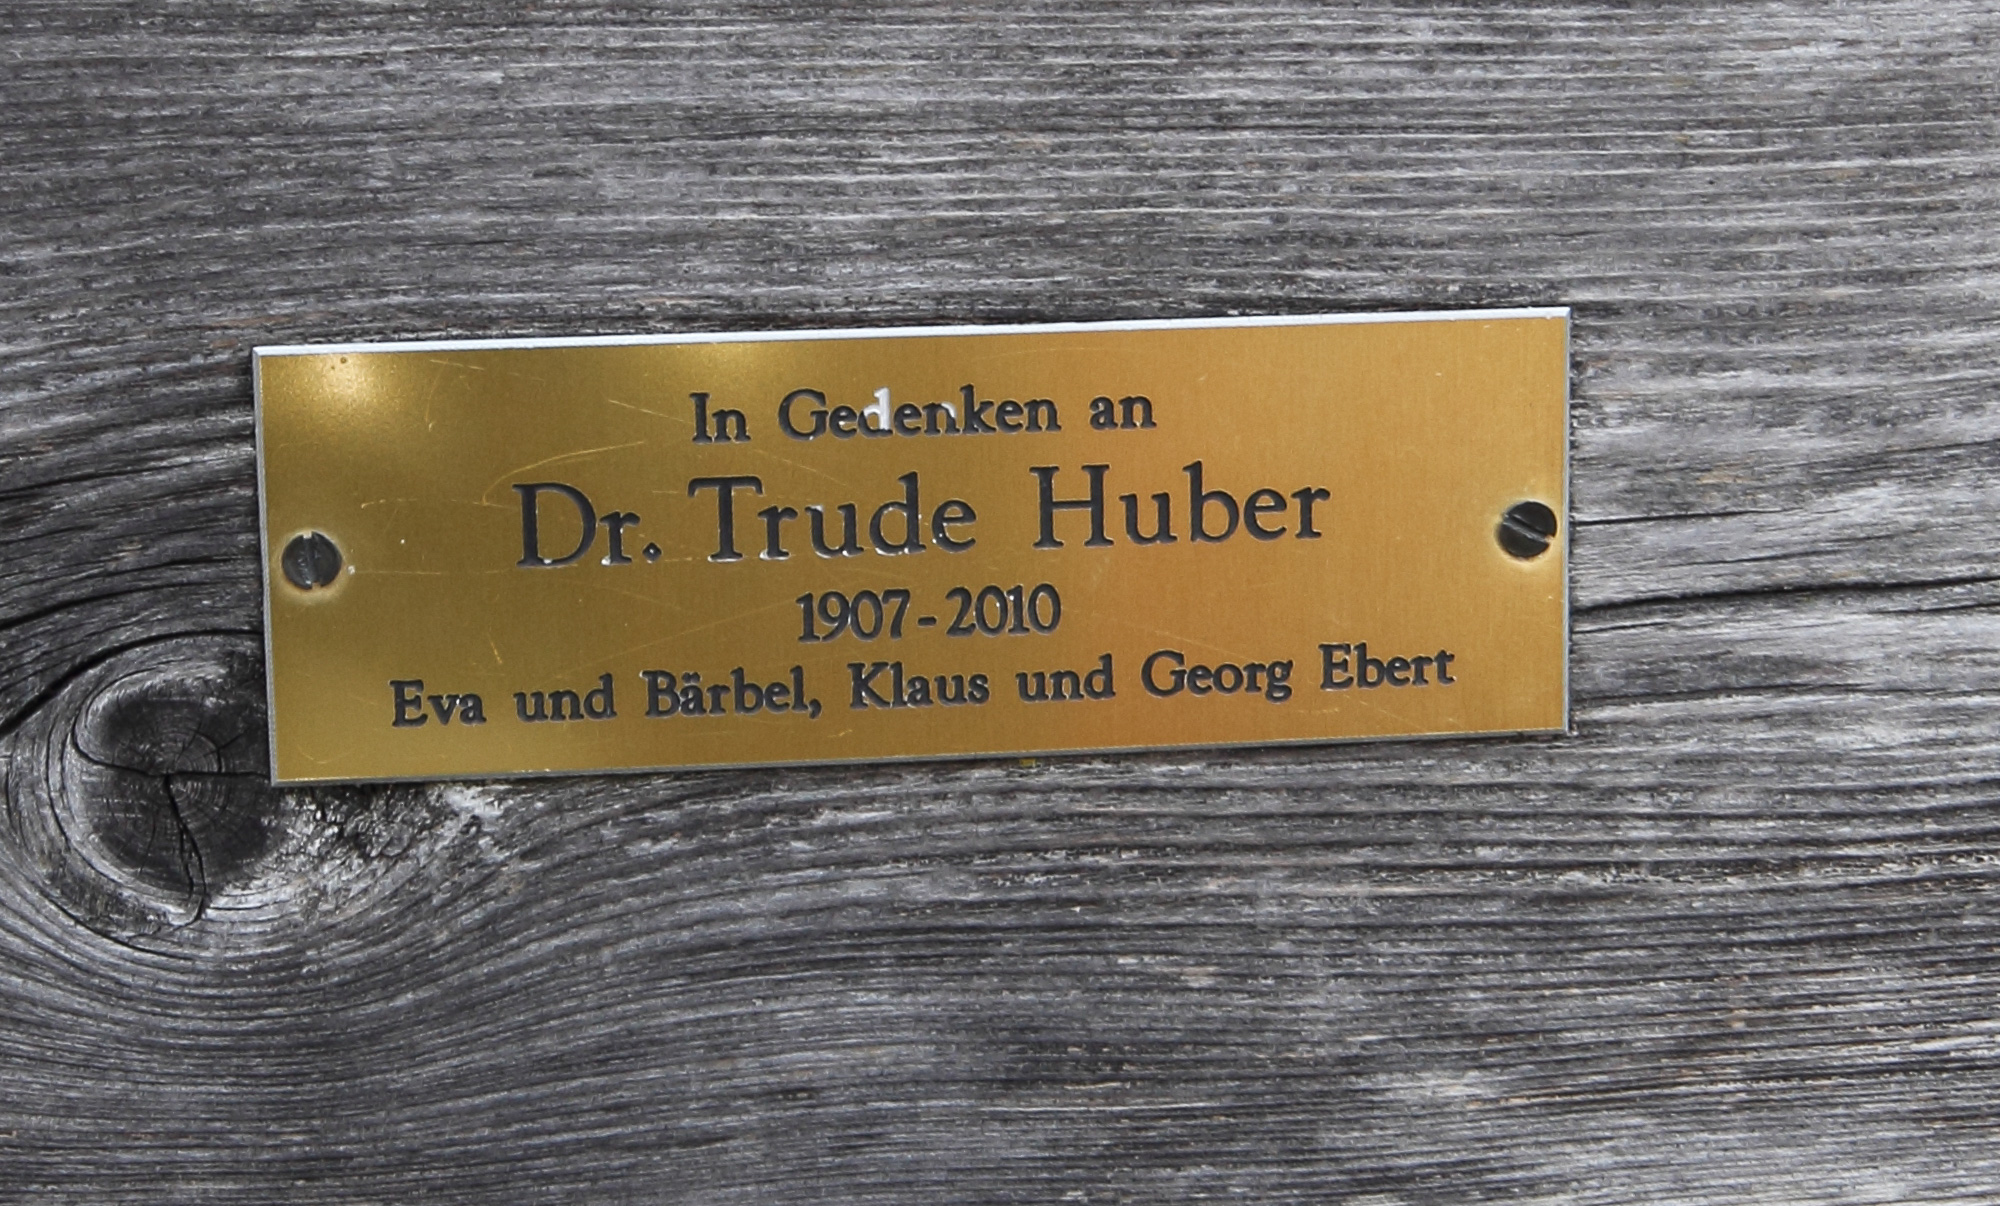 In Gedenken an
Dr. Trude Huber
1907-2010
Eva und Bärbel, Klaus und Georg Ebert